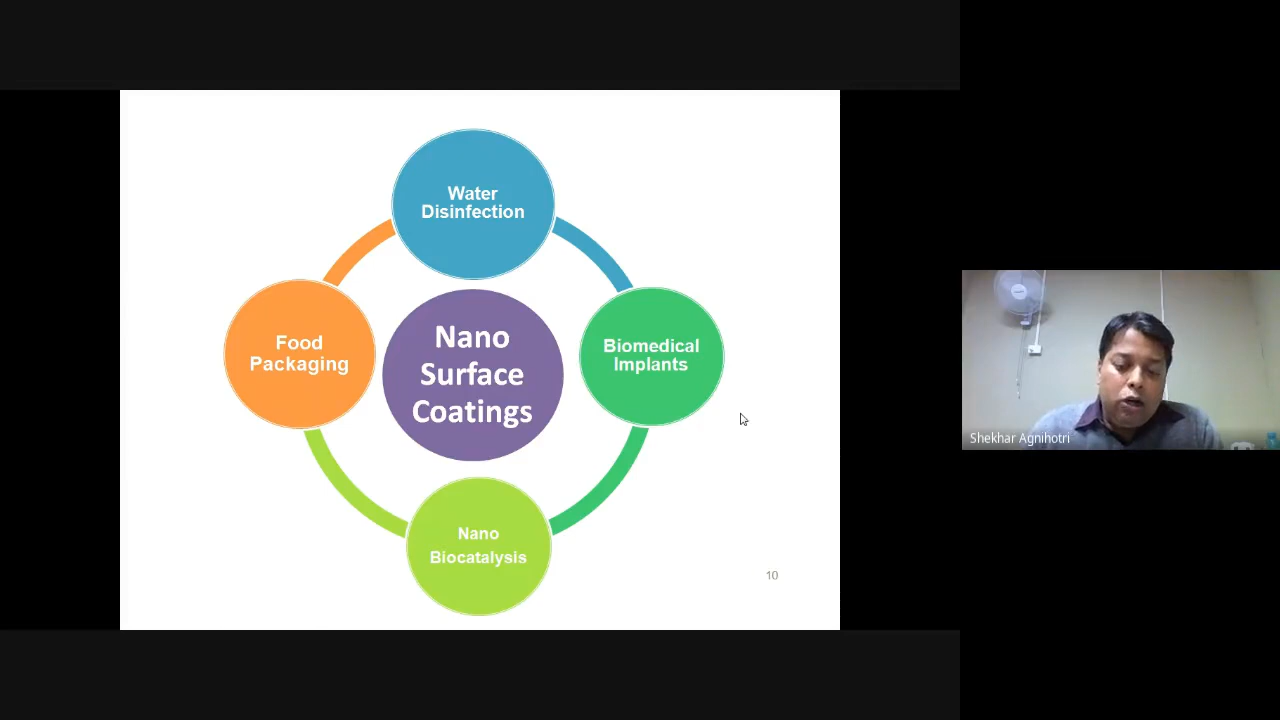 Water
Disinfection
Food
Packaging
Nano
Surface
Coatings
Biomedical
Implants
Nano
Biocatalysis
10
Shekhar Agnihotri